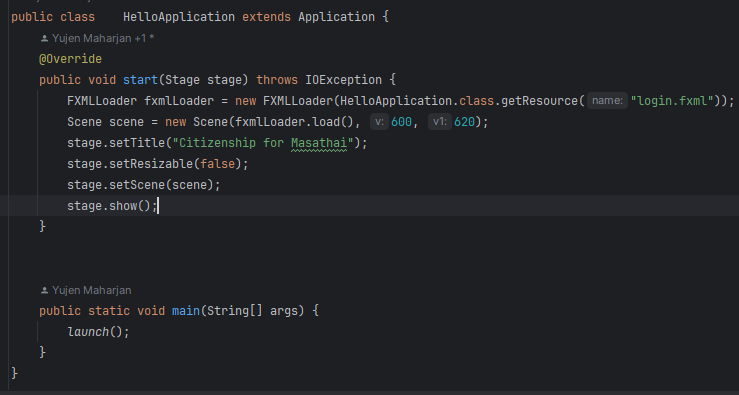 public class    HelloApplication extends Application {
Yujen Maharjan +1 *
@Override
public void start(Stage stage) throws IOException {
FXMLLoader fxmlLoader = new FXMLLoader(HelloApplication.class.getResource( name: "login.fxml"));
Scene scene = new Scene(fxmlLoader.load(), v: 600, v1: 620);
stage.setTitle("Citizenship for Masathai");
stage.setResizable(false);
stage.setScene(scene);
stage.show();
}
Yujen Maharjan
public static void main(String[] args) {
launch();
}
}